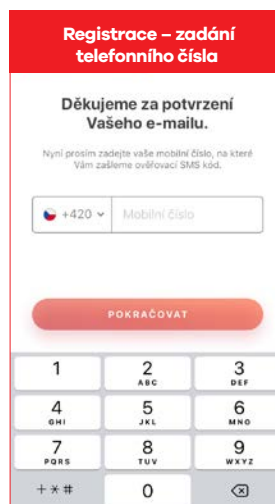 Registrace – zadání
telefonního čísla
Děkujeme za potvrzení
Vašeho e-mailu.
Nyní prosím zadejte vaše mobilní číslo, na které
Vám zašleme ověřovací SMS kód.
+420 Mobilní číslo
POKRAČOVAT
1 2 3
ABC DEF
4 5 6
GHI JKL MNO
7 8 9
PQRS TUV WXYZ
+*# 0